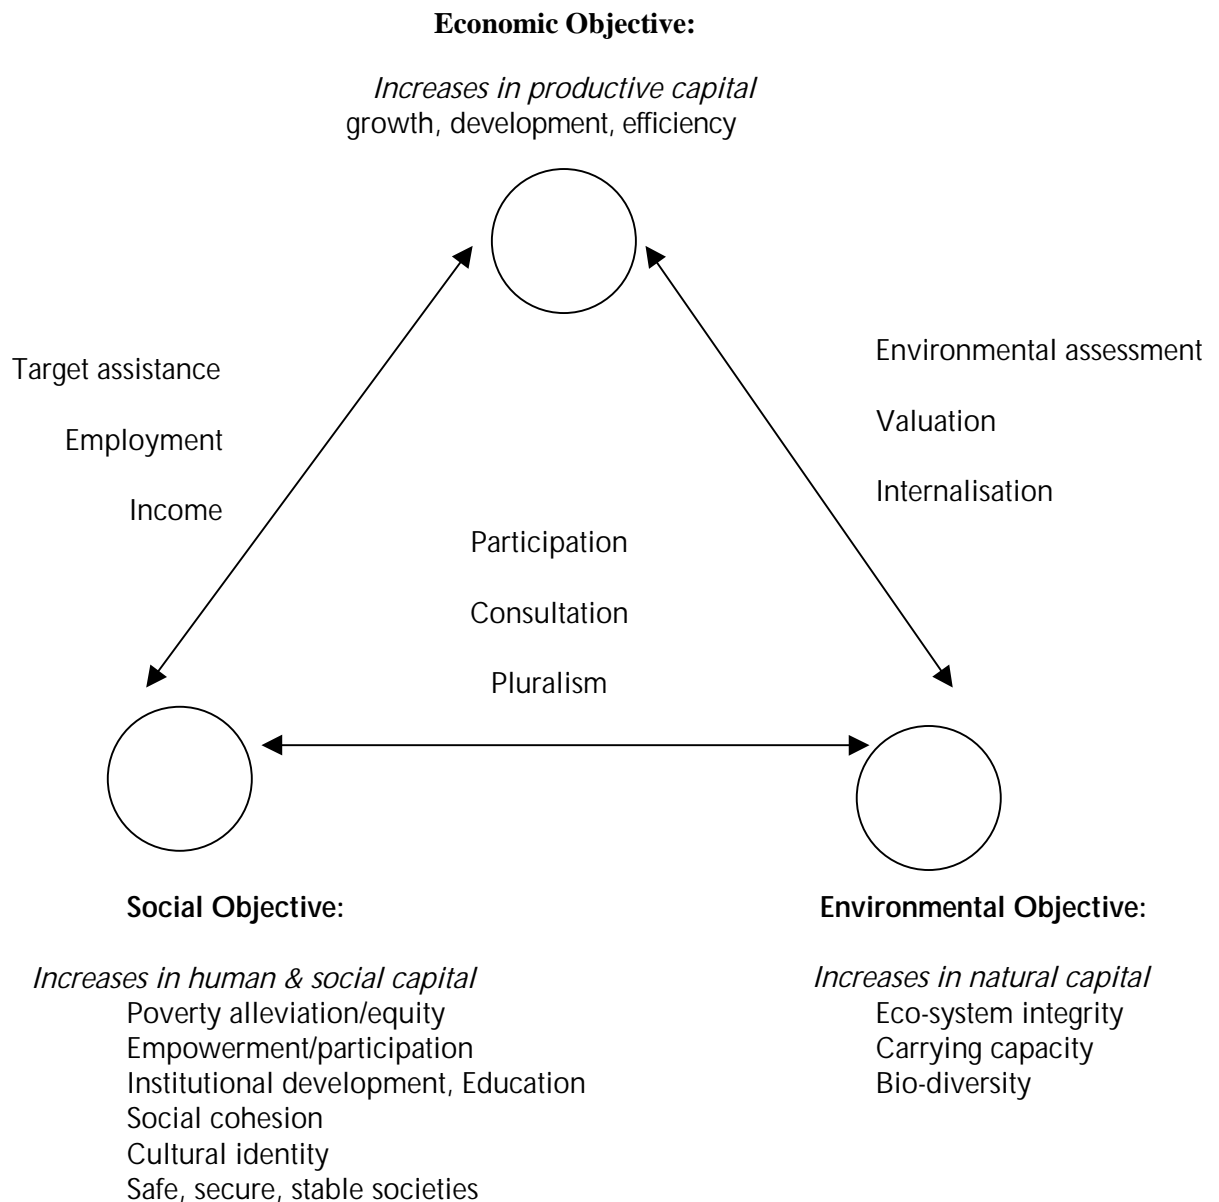 Economic Objective:
Increases in productive capital
growth, development, efficiency
Target assistance
Employment
Income
Environmental assessment
Valuation
Internalisation
Participation
Consultation
Pluralism
Social Objective:
Increases in human & social capital
Poverty alleviation/equity
Empowerment/participation
Institutional development, Education
Social cohesion
Cultural identity
Safe, secure, stable societies
Environmental Objective:
Increases in natural capital
Eco-system integrity
Carrying capacity
Bio-diversity